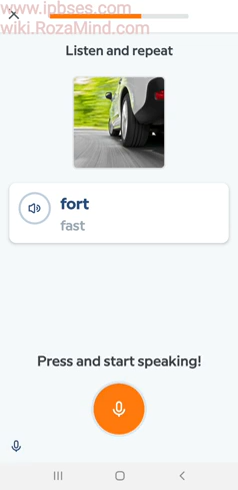 www.ipbses.com
wiki.RozaMind.com
Listen and repeat
fort
fast
Press and start speaking!